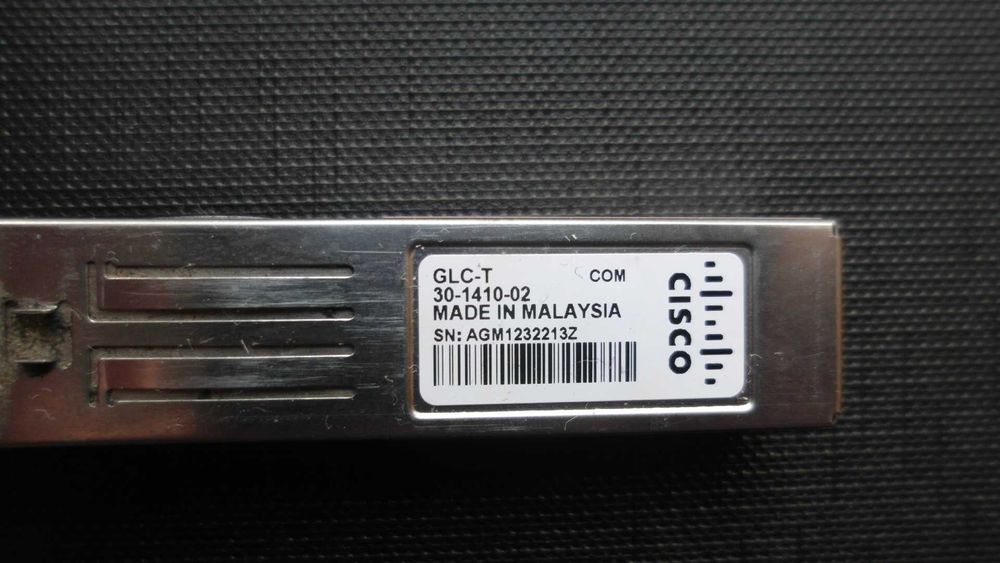 GLC-T COM
30-1410-02
MADE IN MALAYSIA
SN: AGM1232213Z
CISCO